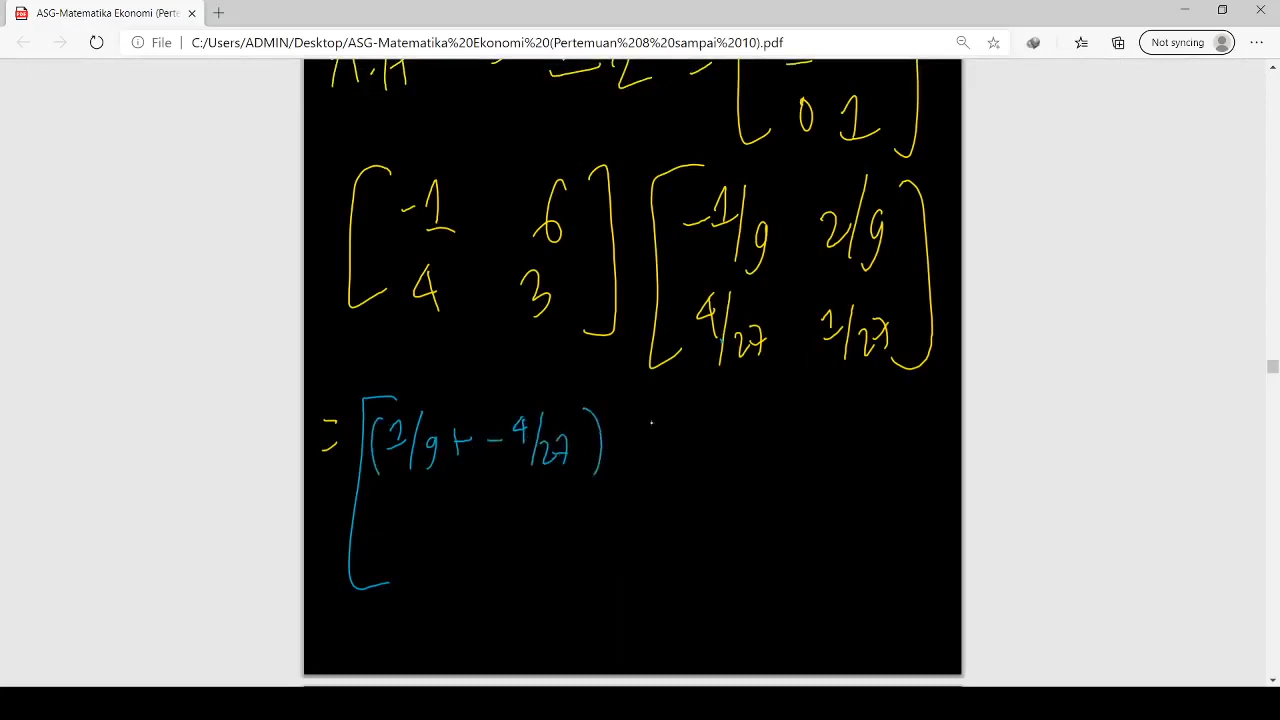 ASG-Matematika Ekonomi (Perte
File C:/Users/ADMIN/Desktop/ASG-Matematika%20Ekonomi%20(Pertemuan%208%20sampai%2010).pdf Not syncing
0 1
-1 6 -1/9 2/9
4 3 4/27 1/27
= (1/9 + - 4/27)